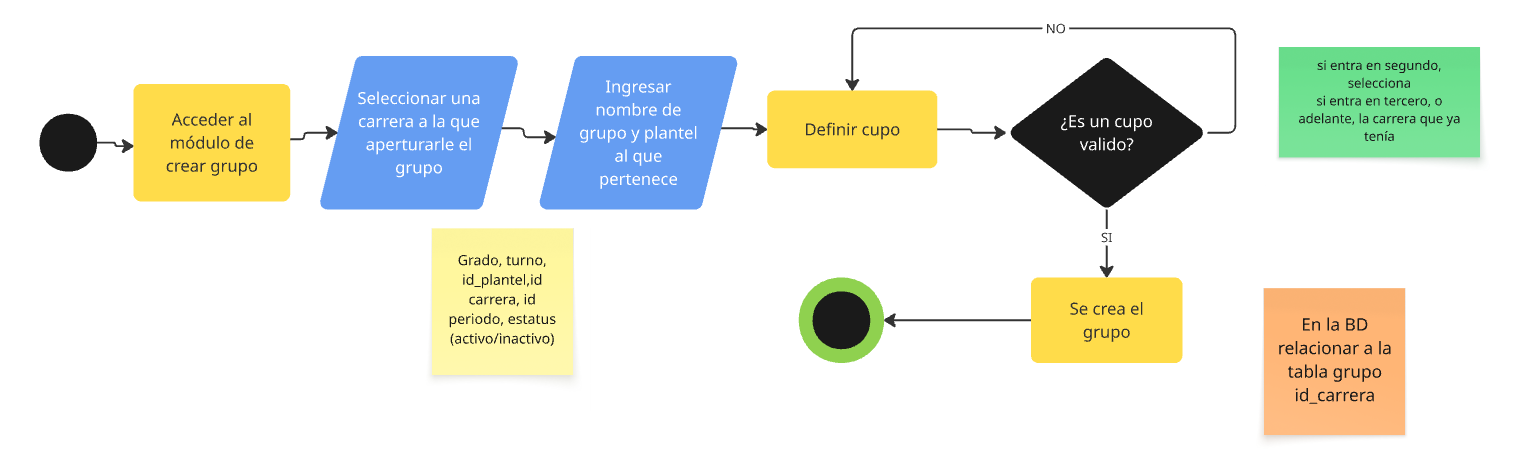 Acceder al
módulo de
crear grupo
Seleccionar una
carrera a la que
aperturarle el
grupo
Ingresar
nombre de
grupo y plantel
al que
pertenece
Definir cupo
NO
¿Es un cupo
valido?
SI
Se crea el
grupo
si entra en segundo,
selecciona
si entra en tercero, o
adelante, la carrera que ya
tenía
Grado, turno,
id_plantel,id
carrera, id
periodo, estatus
(activo/inactivo)
En la BD
relacionar a la
tabla grupo
id_carrera